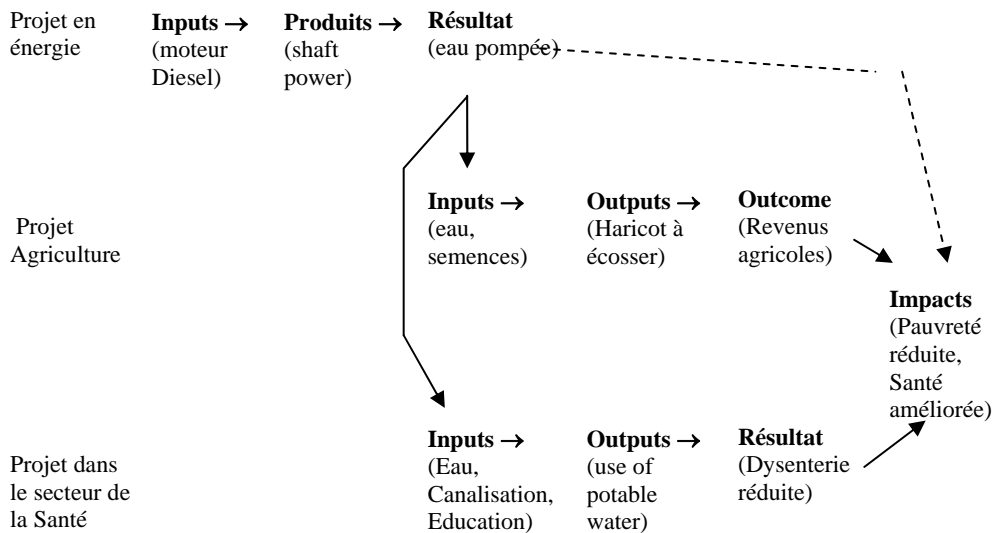 Projet en
énergie
Inputs →
(moteur
Diesel)
Produits →
(shaft
power)
Résultat
(eau pompée)
Projet
Agriculture
Inputs →
(eau,
semences)
Outputs →
(Haricot à
écosser)
Outcome
(Revenus
agricoles)
Impacts
(Pauvreté
réduite,
Santé
améliorée)
Projet dans
le secteur de
la Santé
Inputs →
(Eau,
Canalisation,
Education)
Outputs →
(use of
potable
water)
Résultat
(Dysenterie
réduite)